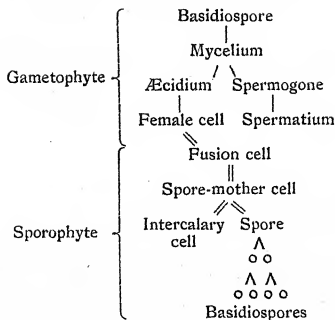 Basidiospore
Mycelium
Gametophyte
Æcidium Spermogone
Female cell Spermatium
Fusion cell
Spore-mother cell
Sporophyte
Intercalary Spore
cell
Basidiospores